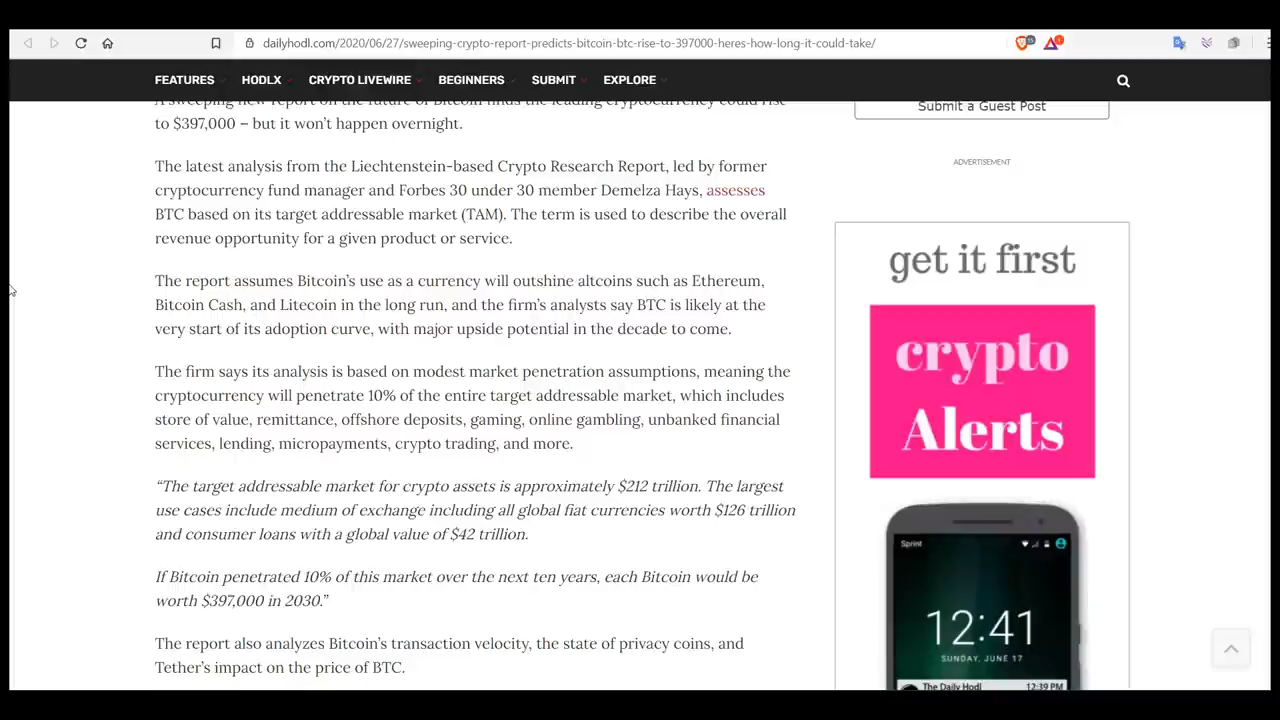 dailyhodl.com/2020/06/27/sweeping-crypto-report-predicts-bitcoin-btc-rise-to-397000-heres-how-long-it-could-take/
FEATURES HODLX CRYPTO LIVEWIRE BEGINNERS SUBMIT EXPLORE
A sweeping new report on the future of Bitcoin finds the leading cryptocurrency could rise
to $397,000 – but it won't happen overnight.
The latest analysis from the Liechtenstein-based Crypto Research Report, led by former
cryptocurrency fund manager and Forbes 30 under 30 member Demelza Hays, assesses
BTC based on its target addressable market (TAM). The term is used to describe the overall
revenue opportunity for a given product or service.
The report assumes Bitcoin's use as a currency will outshine altcoins such as Ethereum,
Bitcoin Cash, and Litecoin in the long run, and the firm's analysts say BTC is likely at the
very start of its adoption curve, with major upside potential in the decade to come.
The firm says its analysis is based on modest market penetration assumptions, meaning the
cryptocurrency will penetrate 10% of the entire target addressable market, which includes
store of value, remittance, offshore deposits, gaming, online gambling, unbanked financial
services, lending, micropayments, crypto trading, and more.
“The target addressable market for crypto assets is approximately $212 trillion. The largest
use cases include medium of exchange including all global fiat currencies worth $126 trillion
and consumer loans with a global value of $42 trillion.
If Bitcoin penetrated 10% of this market over the next ten years, each Bitcoin would be
worth $397,000 in 2030.”
The report also analyzes Bitcoin's transaction velocity, the state of privacy coins, and
Tether's impact on the price of BTC.
Submit a Guest Post
ADVERTISEMENT
get it first
crypto
Alerts
Sprint
12:41
SUNDAY, JUNE 17
The Daily Hodl 12:39 PM